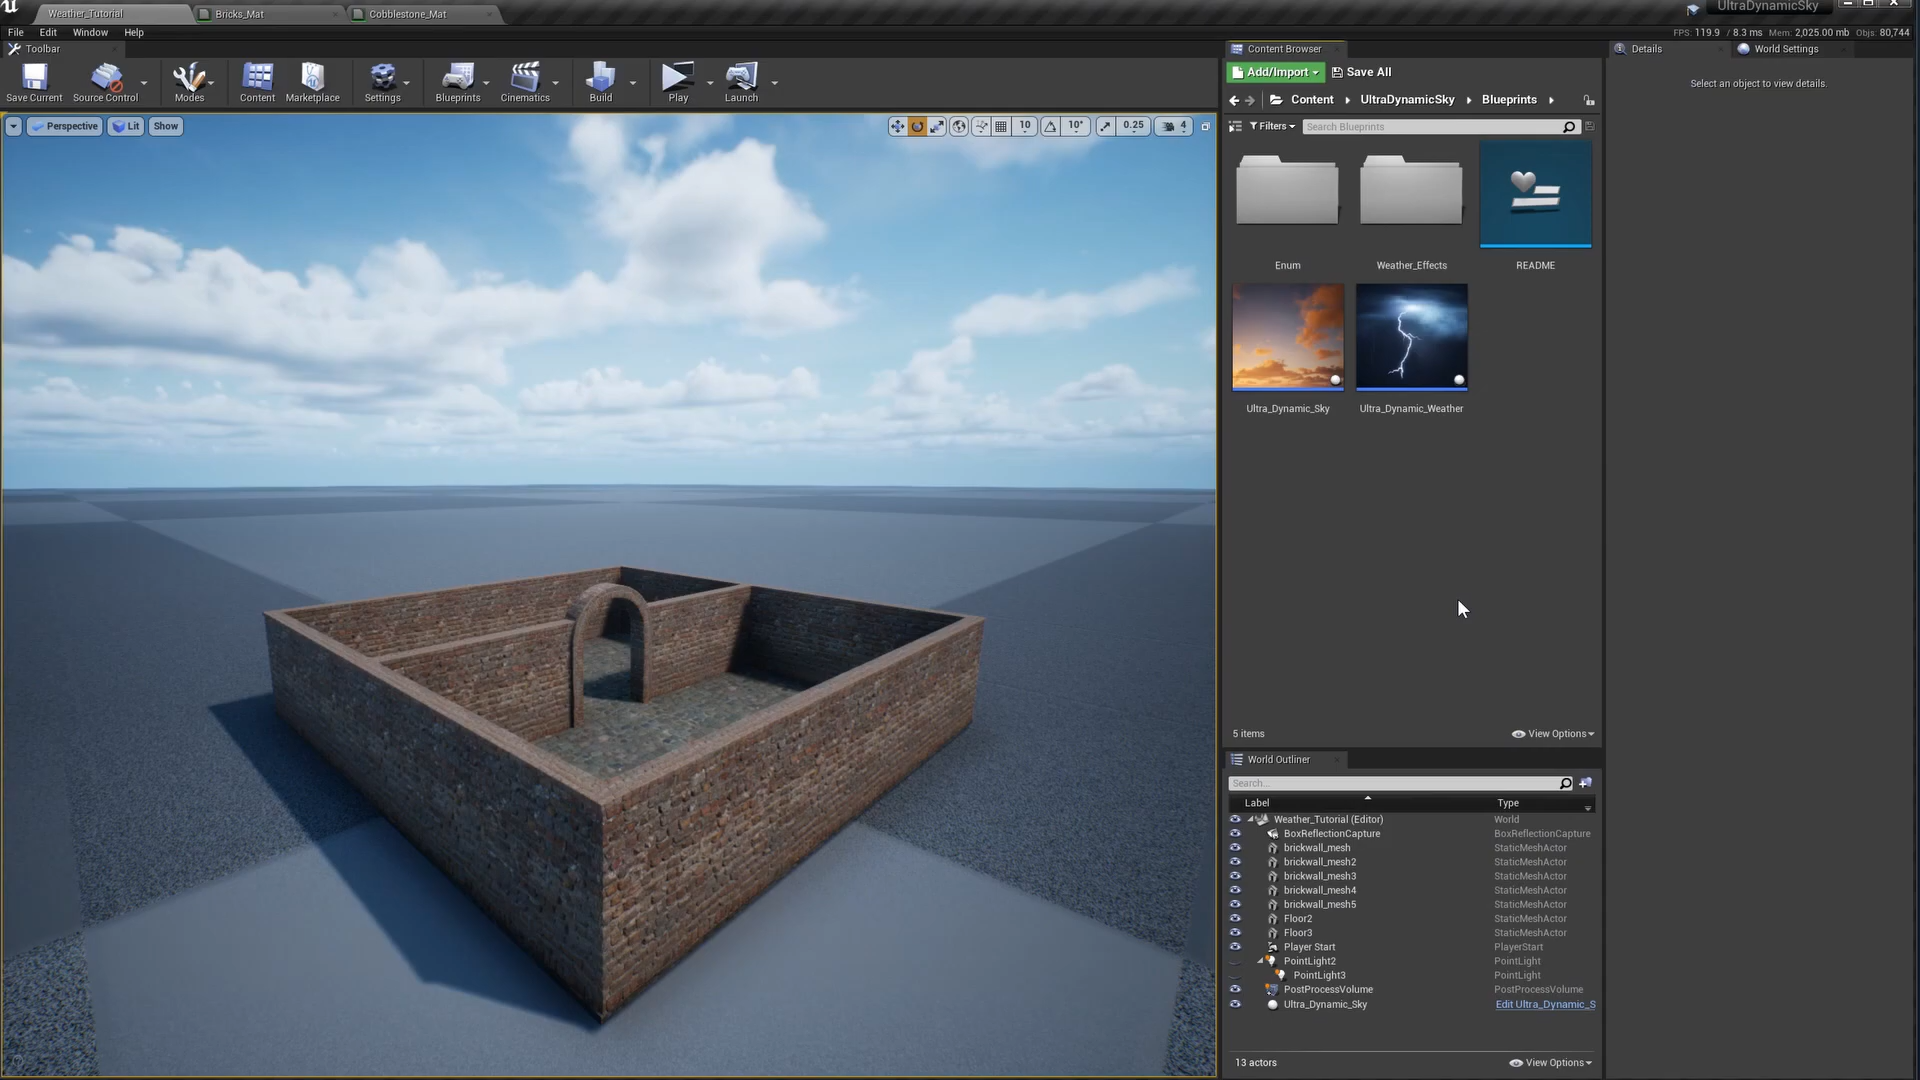 Weather_Tutorial
Bricks_Mat
Cobblestone_Mat
UltraDynamicSky
File
Edit
Window
Help
FPS: 119.9 / 8.3 ms Mem: 2,025.00 mb Objs: 80,744
Toolbar
Content Browser
Details
World Settings
Save Current
Source Control
Modes
Content
Marketplace
Settings
Blueprints
Cinematics
Build
Play
Launch
Add/Import
Save All
Select an object to view details.
Content
UltraDynamicSky
Blueprints
Perspective
Lit
Show
10
10°
0.25
4
Filters
Search Blueprints
Enum
Weather_Effects
README
Ultra_Dynamic_Sky
Ultra_Dynamic_Weather
5 items
View Options
World Outliner
Search...
Label
Type
Weather_Tutorial (Editor) World
BoxReflectionCapture BoxReflectionCapture
brickwall_mesh StaticMeshActor
brickwall_mesh2 StaticMeshActor
brickwall_mesh3 StaticMeshActor
brickwall_mesh4 StaticMeshActor
brickwall_mesh5 StaticMeshActor
Floor2 StaticMeshActor
Floor3 StaticMeshActor
Player Start PlayerStart
PointLight2 PointLight
PointLight3 PointLight
PostProcessVolume PostProcessVolume
Ultra_Dynamic_Sky Edit Ultra_Dynamic_S
13 actors
View Options